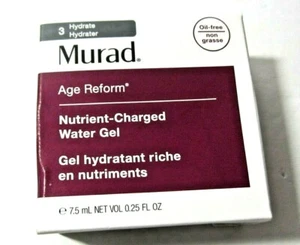 3 Hydrate
Hydrater
Oil-free
non
grasse
Murad.
Age Reform®
Nutrient-Charged
Water Gel
Gel hydratant riche
en nutriments
℮ 7.5 mL NET VOL 0.25 FL OZ